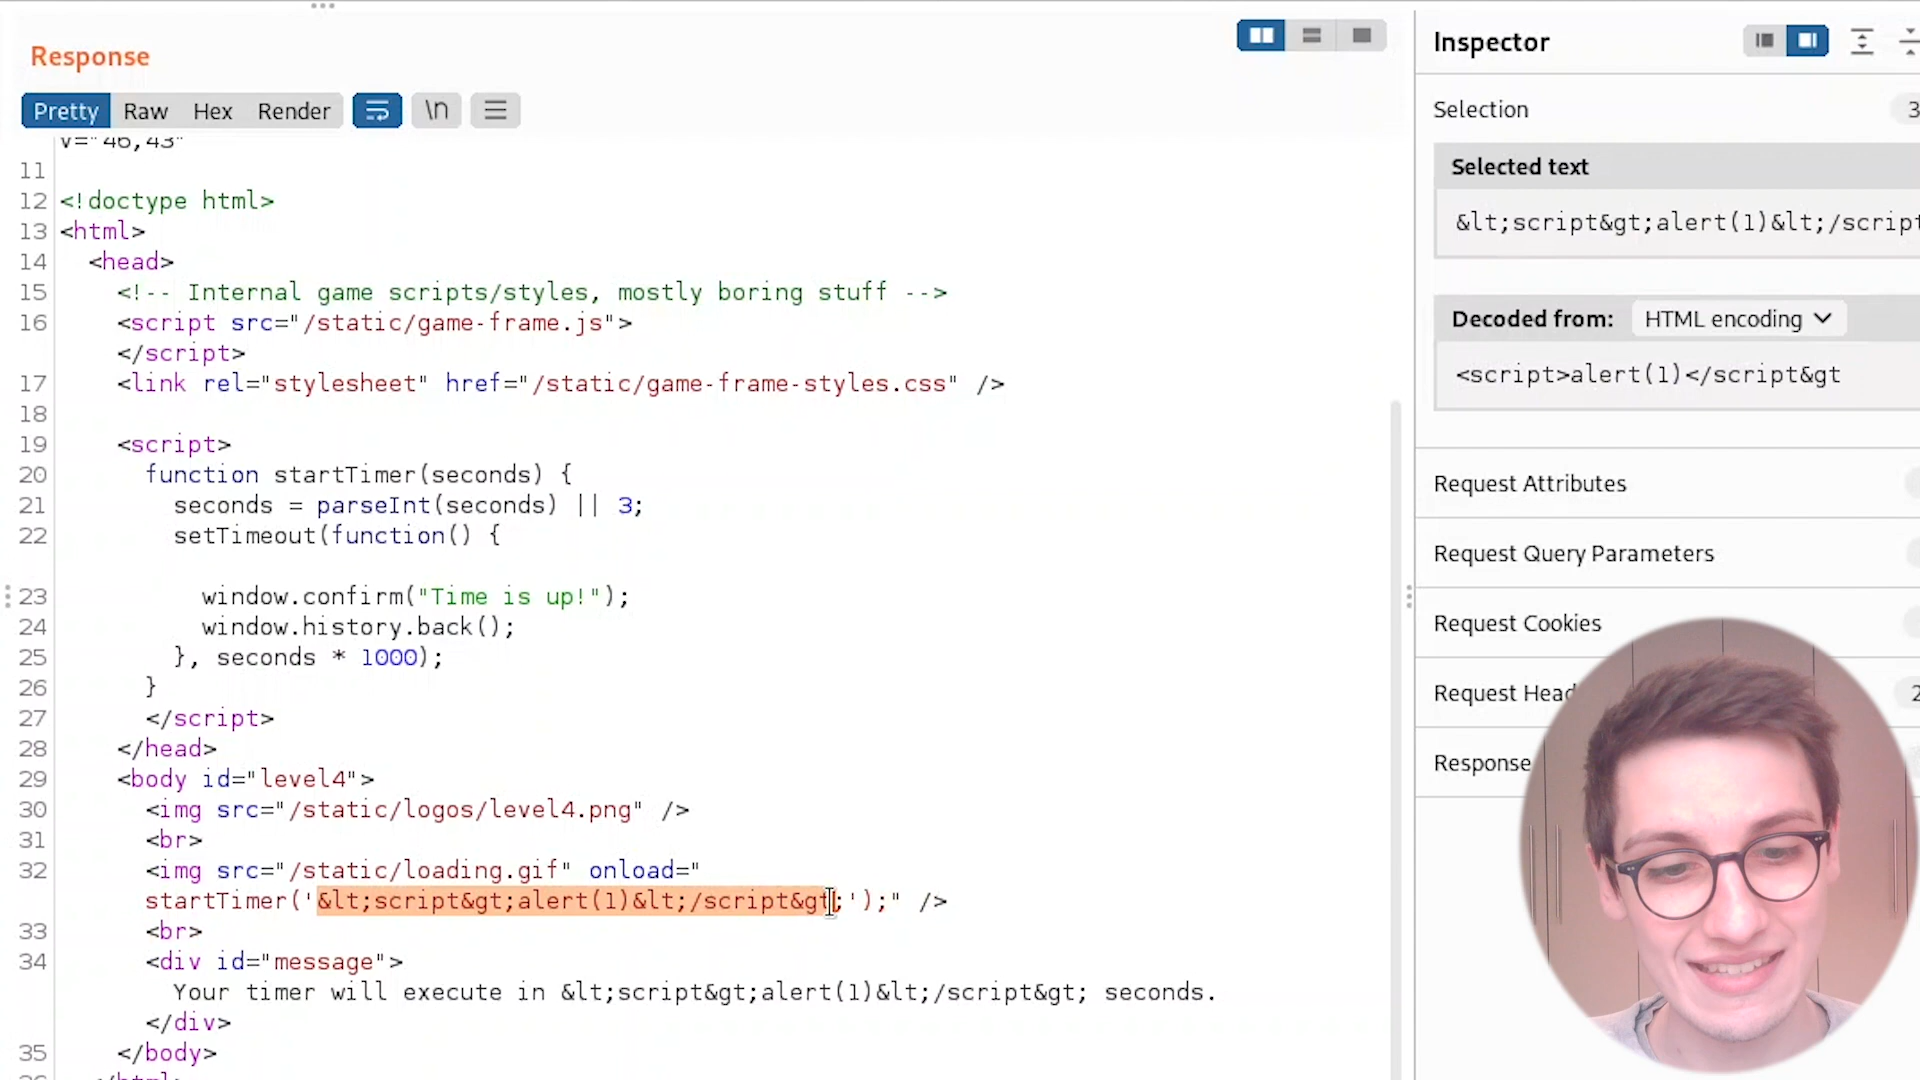 Response
Pretty Raw Hex Render \n
v="46,43"
11
12 <!doctype html>
13 <html>
14 <head>
15 <!-- Internal game scripts/styles, mostly boring stuff -->
16 <script src="/static/game-frame.js">
</script>
17 <link rel="stylesheet" href="/static/game-frame-styles.css" />
18
19 <script>
20 function startTimer(seconds) {
21 seconds = parseInt(seconds) || 3;
22 setTimeout(function() {
23 window.confirm("Time is up!");
24 window.history.back();
25 }, seconds * 1000);
26 }
27 </script>
28 </head>
29 <body id="level4">
30 <img src="/static/logos/level4.png" />
31 <br>
32 <img src="/static/loading.gif" onload="
startTimer('&lt;script&gt;alert(1)&lt;/script&gt;');" />
33 <br>
34 <div id="message">
Your timer will execute in &lt;script&gt;alert(1)&lt;/script&gt; seconds.
</div>
35 </body>
Inspector
Selection 3
Selected text
&lt;script&gt;alert(1)&lt;/script
Decoded from: HTML encoding
<script>alert(1)</script&gt
Request Attributes
Request Query Parameters
Request Cookies
Request Head 2
Response